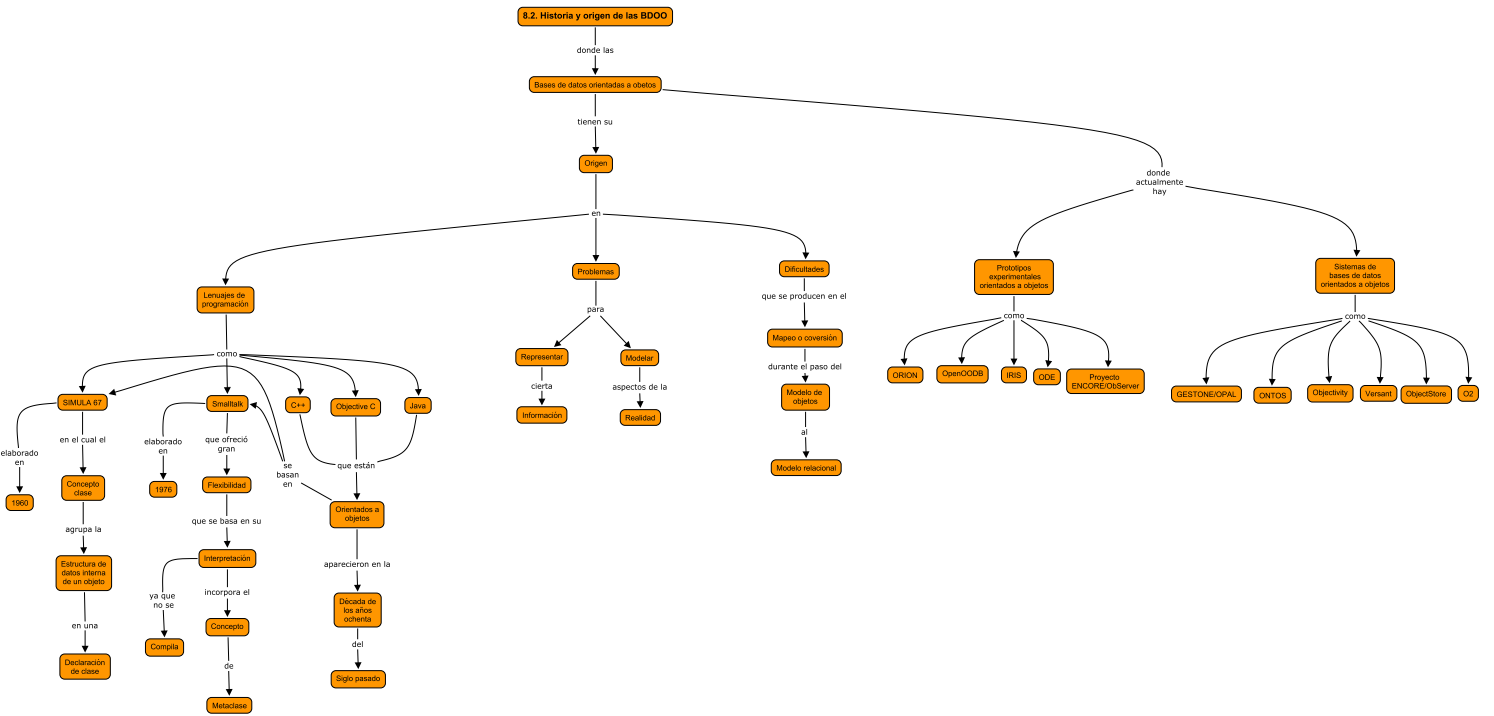 8.2. Historia y origen de las BDOO
donde las
Bases de datos orientadas a obetos
tienen su
Origen
donde
actualmente
hay
en
Lenuajes de
programación
Problemas
Dificultades
Prototipos
experimentales
orientados a objetos
Sistemas de
bases de datos
orientados a objetos
como
para
que se producen en el
como
como
Representar
Modelar
Mapeo o coversión
cierta
aspectos de la
durante el paso del
Información
Realidad
Modelo de
objetos
al
Modelo relacional
ORION
OpenOODB
IRIS
ODE
Proyecto
ENCORE/ObServer
GESTONE/OPAL
ONTOS
Objectivity
Versant
ObjectStore
O2
SIMULA 67
Smalltalk
C++
Objective C
Java
elaborado
en
en el cual el
elaborado
en
que ofreció
gran
se
basan
en
que están
1960
Concepto
clase
1976
Flexibilidad
Orientados a
objetos
agrupa la
que se basa en su
aparecieron en la
Estructura de
datos interna
de un objeto
Interpretación
ya que
no se
incorpora el
Década de
los años
ochenta
en una
Compila
Concepto
del
Declaración
de clase
de
Siglo pasado
Metaclase